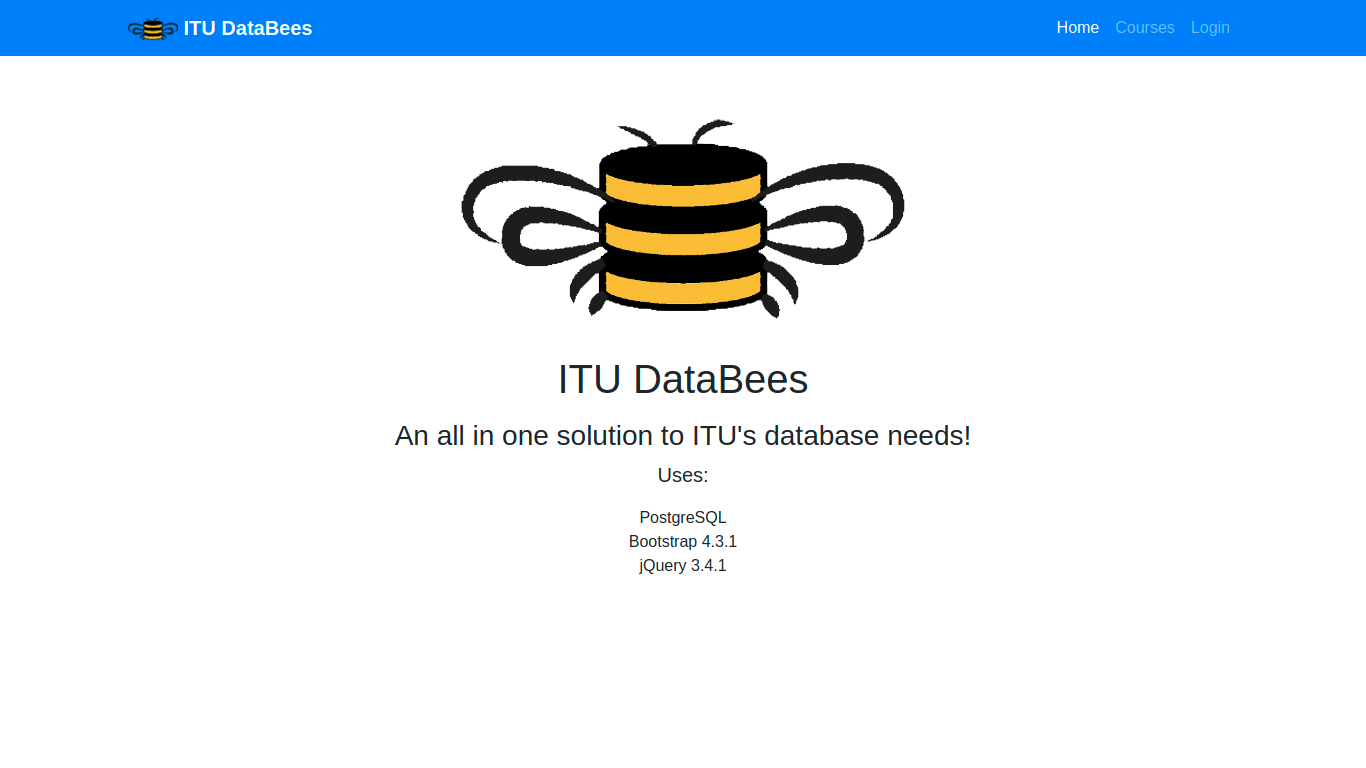 ITU DataBees
Home Courses Login
ITU DataBees
An all in one solution to ITU's database needs!
Uses:
PostgreSQL
Bootstrap 4.3.1
jQuery 3.4.1